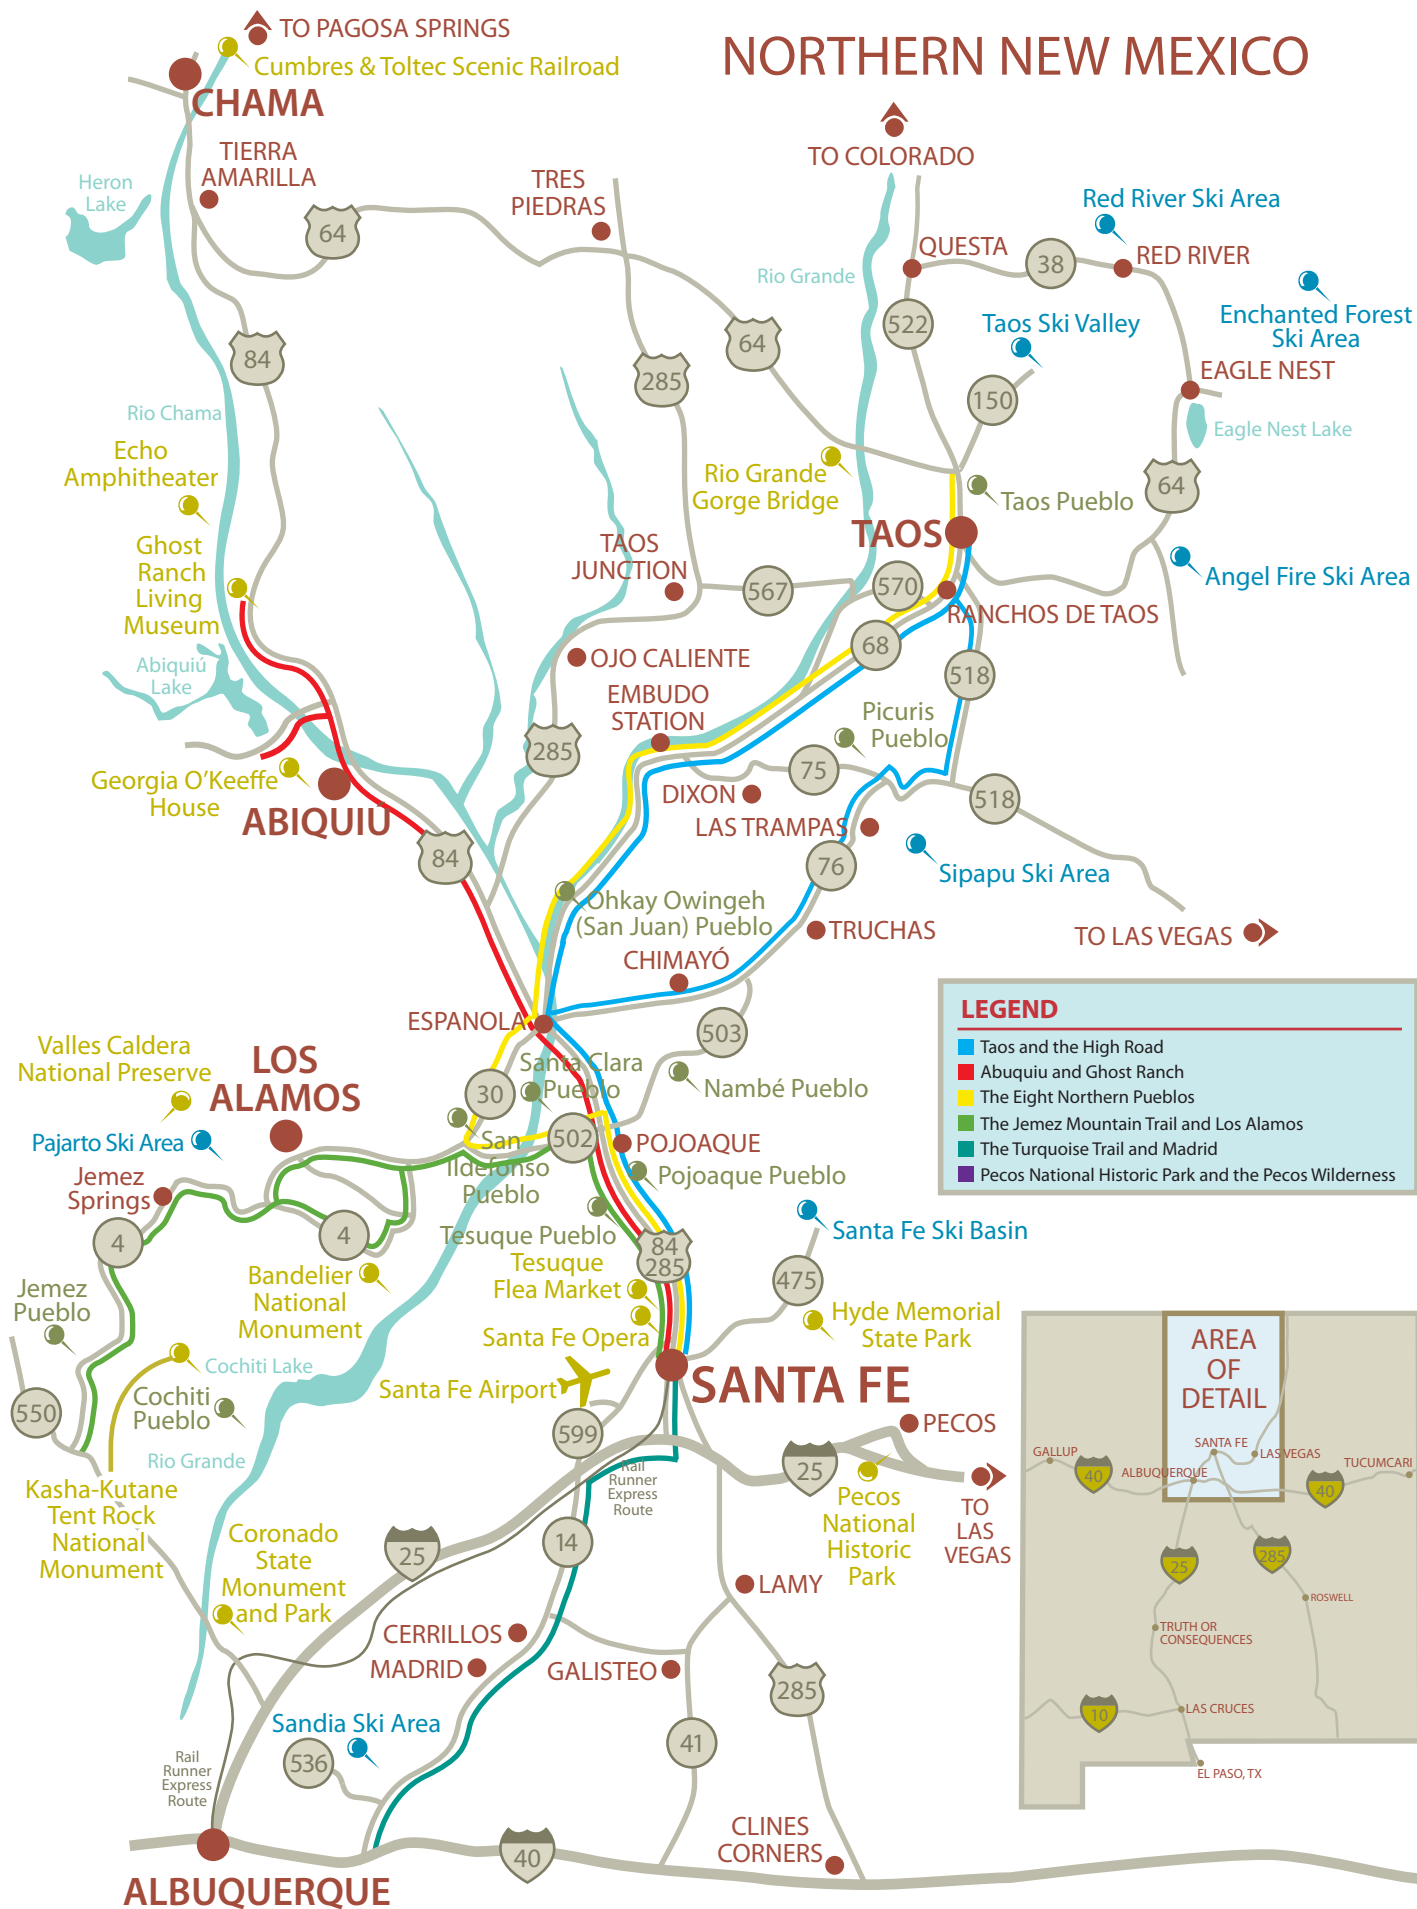 TO PAGOSA SPRINGS
Cumbres & Toltec Scenic Railroad
NORTHERN NEW MEXICO
CHAMA
TIERRA
AMARILLA
Heron
Lake
64
TRES
PIEDRAS
TO COLORADO
Rio Grande
QUESTA
38
Red River Ski Area
RED RIVER
Enchanted Forest
Ski Area
522
Taos Ski Valley
64
84
285
150
EAGLE NEST
Eagle Nest Lake
Rio Chama
Echo
Amphitheater
Rio Grande
Gorge Bridge
Taos Pueblo
64
TAOS
Ghost
Ranch
Living
Museum
TAOS
JUNCTION
567
570
Angel Fire Ski Area
RANCHOS DE TAOS
68
518
Abiquiú
Lake
OJO CALIENTE
EMBUDO
STATION
Picuris
Pueblo
285
75
Georgia O'Keeffe
House
ABIQUIÚ
DIXON
518
LAS TRAMPAS
84
76
Sipapu Ski Area
Ohkay Owingeh
(San Juan) Pueblo
TRUCHAS
TO LAS VEGAS
CHIMAYÓ
ESPANOLA
503
LEGEND
Taos and the High Road
Abuquiu and Ghost Ranch
The Eight Northern Pueblos
The Jemez Mountain Trail and Los Alamos
The Turquoise Trail and Madrid
Pecos National Historic Park and the Pecos Wilderness
Valles Caldera
National Preserve
LOS
ALAMOS
Santa Clara
Pueblo
30
Nambé Pueblo
Pajarto Ski Area
502
POJOAQUE
San
Ildefonso
Pueblo
Jemez
Springs
Pojoaque Pueblo
4
4
Tesuque Pueblo
84
285
Santa Fe Ski Basin
Bandelier
National
Monument
Tesuque
Flea Market
475
Jemez
Pueblo
Santa Fe Opera
Hyde Memorial
State Park
Cochiti Lake
Santa Fe Airport
SANTA FE
Cochiti
Pueblo
550
599
PECOS
Rio Grande
25
Rail
Runner
Express
Route
Kasha-Kutane
Tent Rock
National
Monument
Pecos
National
Historic
Park
TO
LAS
VEGAS
Coronado
State
Monument
and Park
25
14
LAMY
CERRILLOS
MADRID
GALISTEO
285
Sandia Ski Area
536
41
Rail
Runner
Express
Route
CLINES
CORNERS
40
ALBUQUERQUE
AREA
OF
DETAIL
GALLUP
40
ALBUQUERQUE
SANTA FE
LAS VEGAS
40
TUCUMCARI
25
285
ROSWELL
TRUTH OR
CONSEQUENCES
10
LAS CRUCES
EL PASO, TX